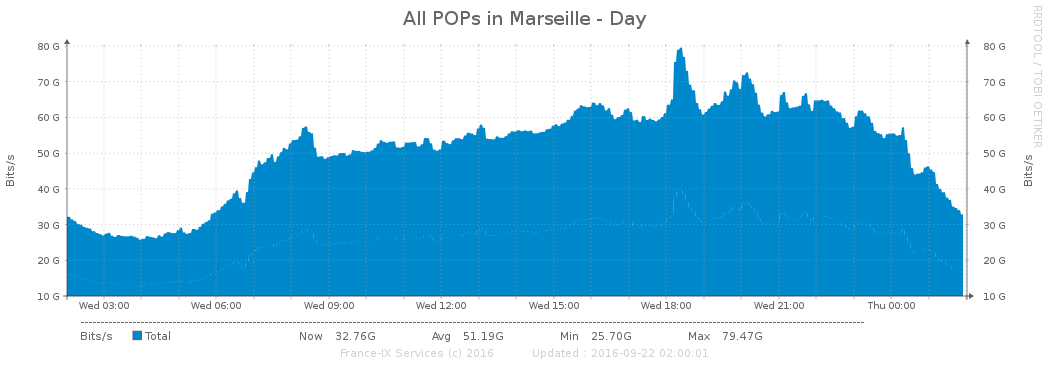 All POPs in Marseille - Day
RRDTOOL / TOBI OETIKER
80 G 80 G
70 G 70 G
60 G 60 G
50 G 50 G
40 G 40 G
30 G 30 G
20 G 20 G
10 G 10 G
Bits/s
Bits/s
Wed 03:00 Wed 06:00 Wed 09:00 Wed 12:00 Wed 15:00 Wed 18:00 Wed 21:00 Thu 00:00
Bits/s Total Now 32.76G Avg 51.19G Min 25.70G Max 79.47G
France-IX Services (c) 2016 Updated : 2016-09-22 02:00:01